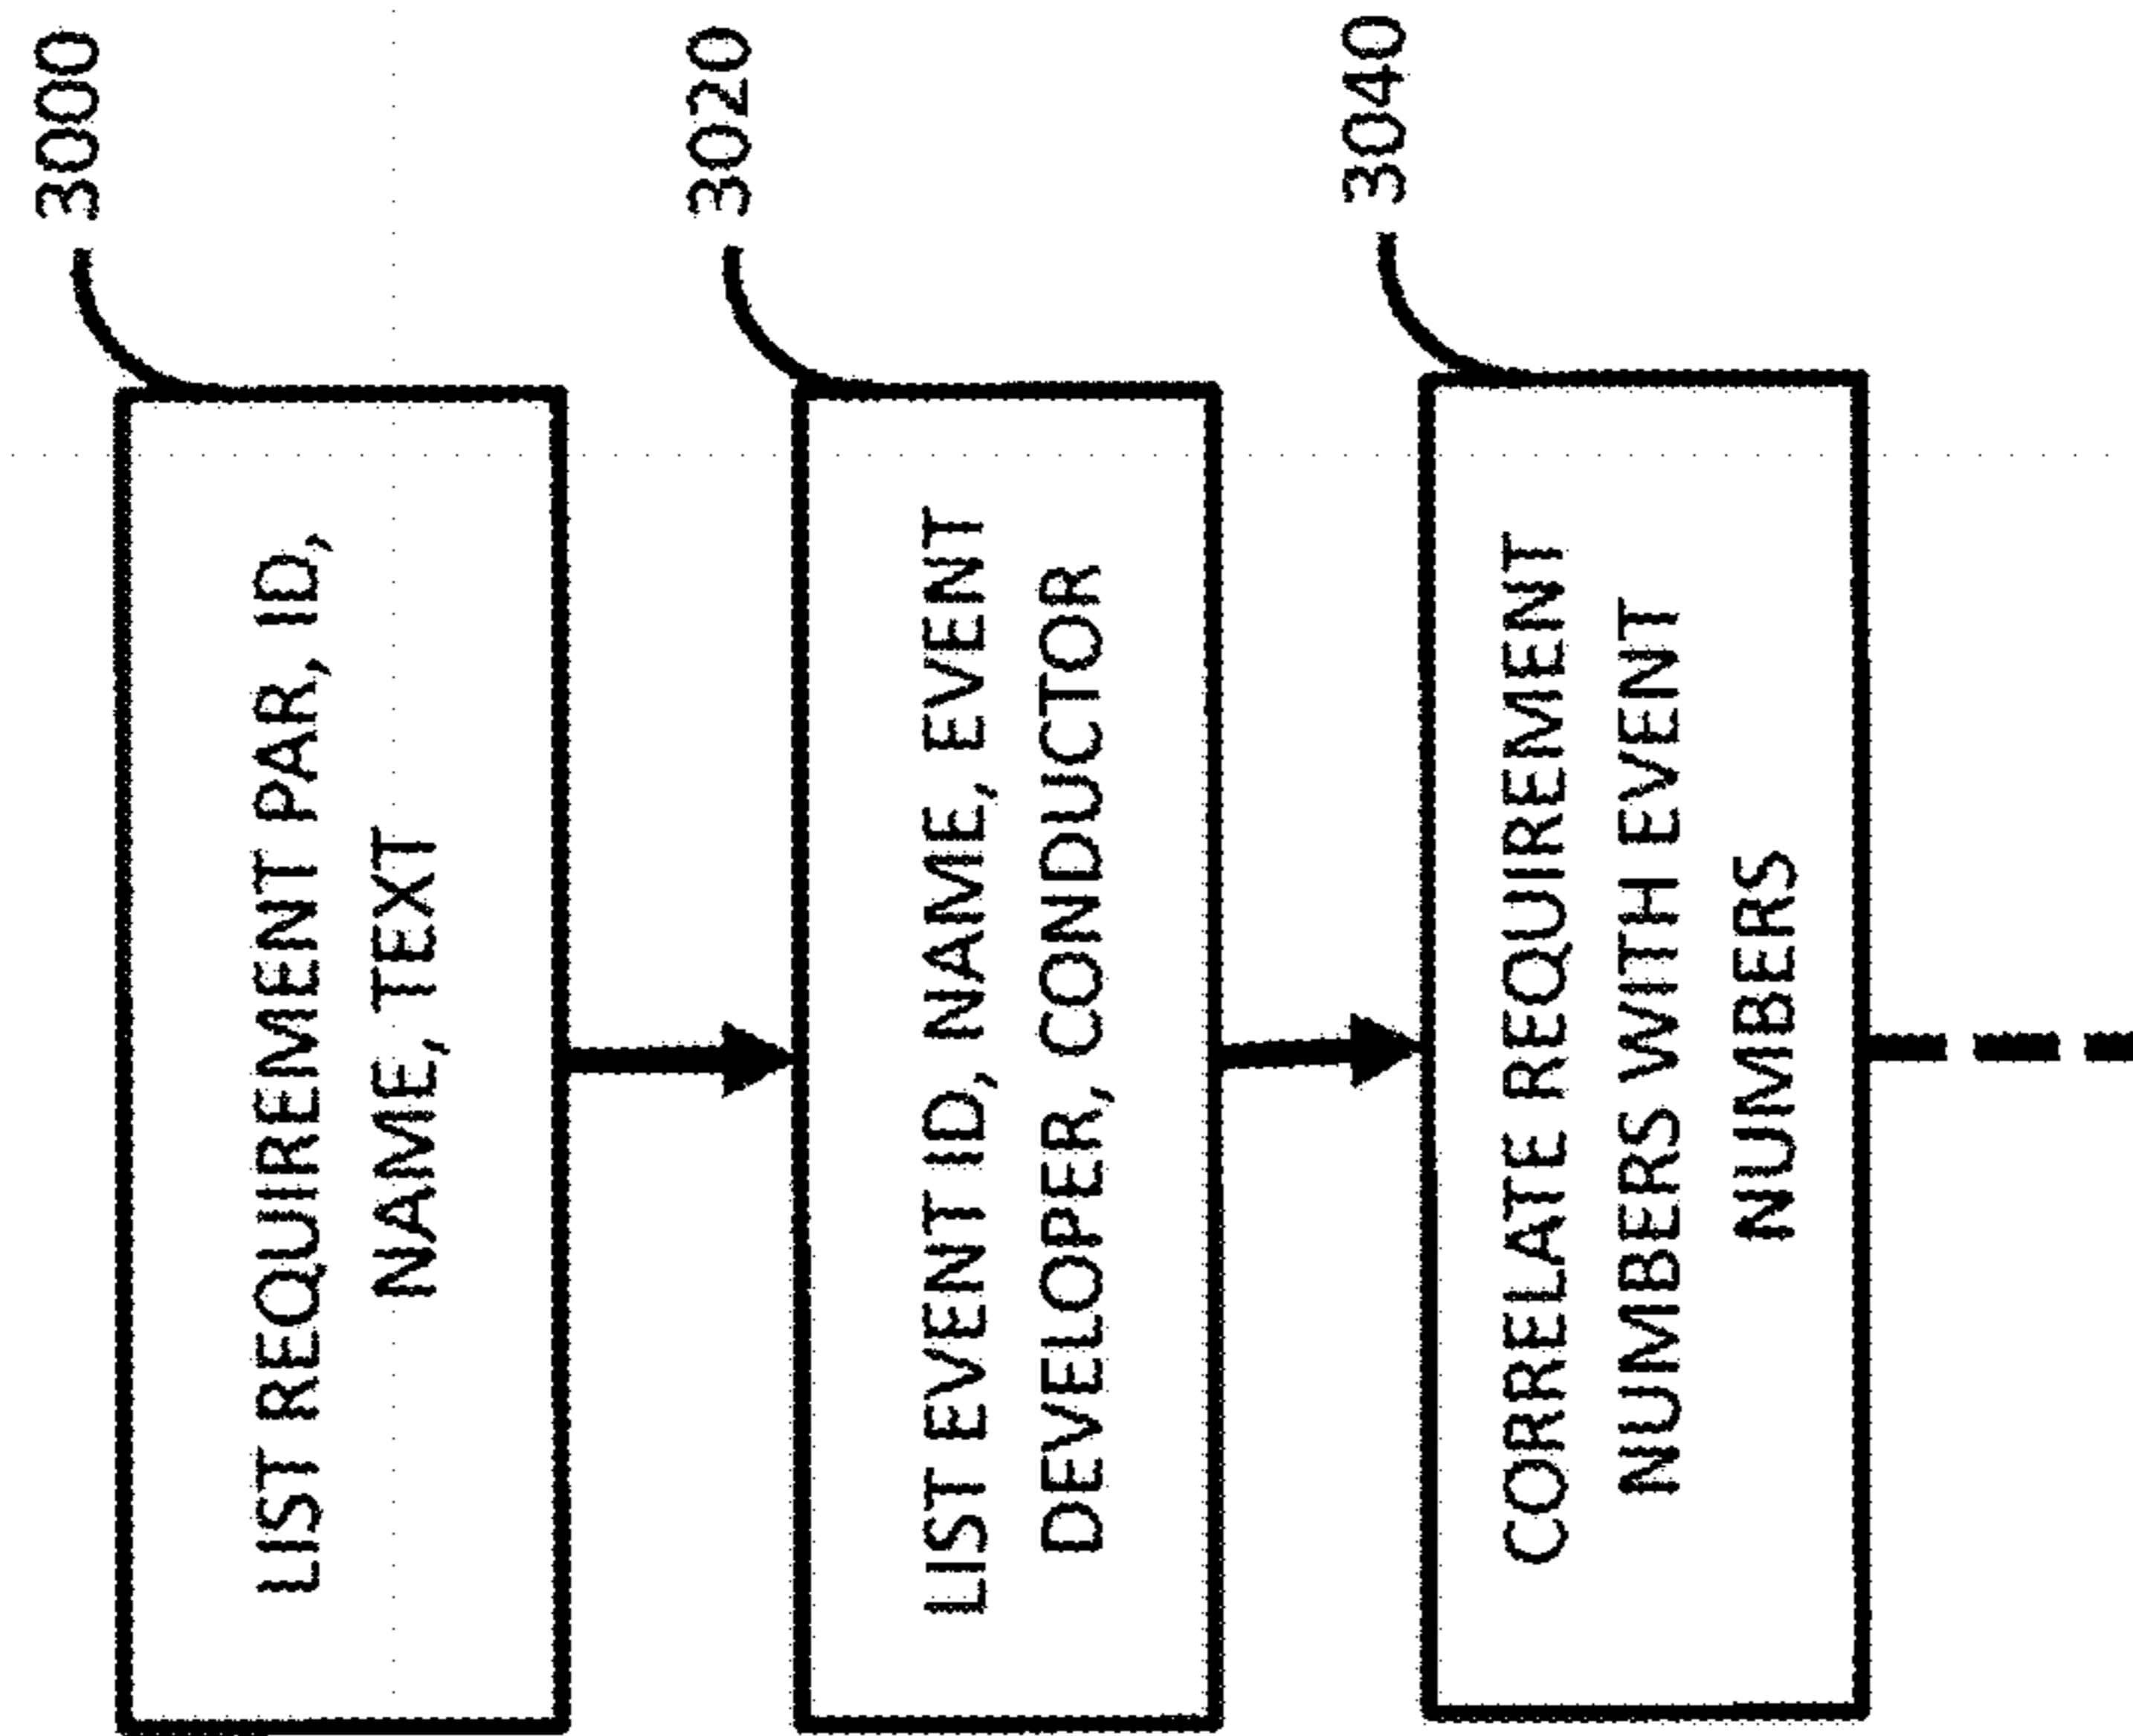 3000
LIST REQUIREMENT PAR, ID,
NAME, TEXT
3020
LIST EVENT ID, NAME, EVENT
DEVELOPER, CONDUCTOR
3040
CORRELATE REQUIREMENT
NUMBERS WITH EVENT
NUMBERS